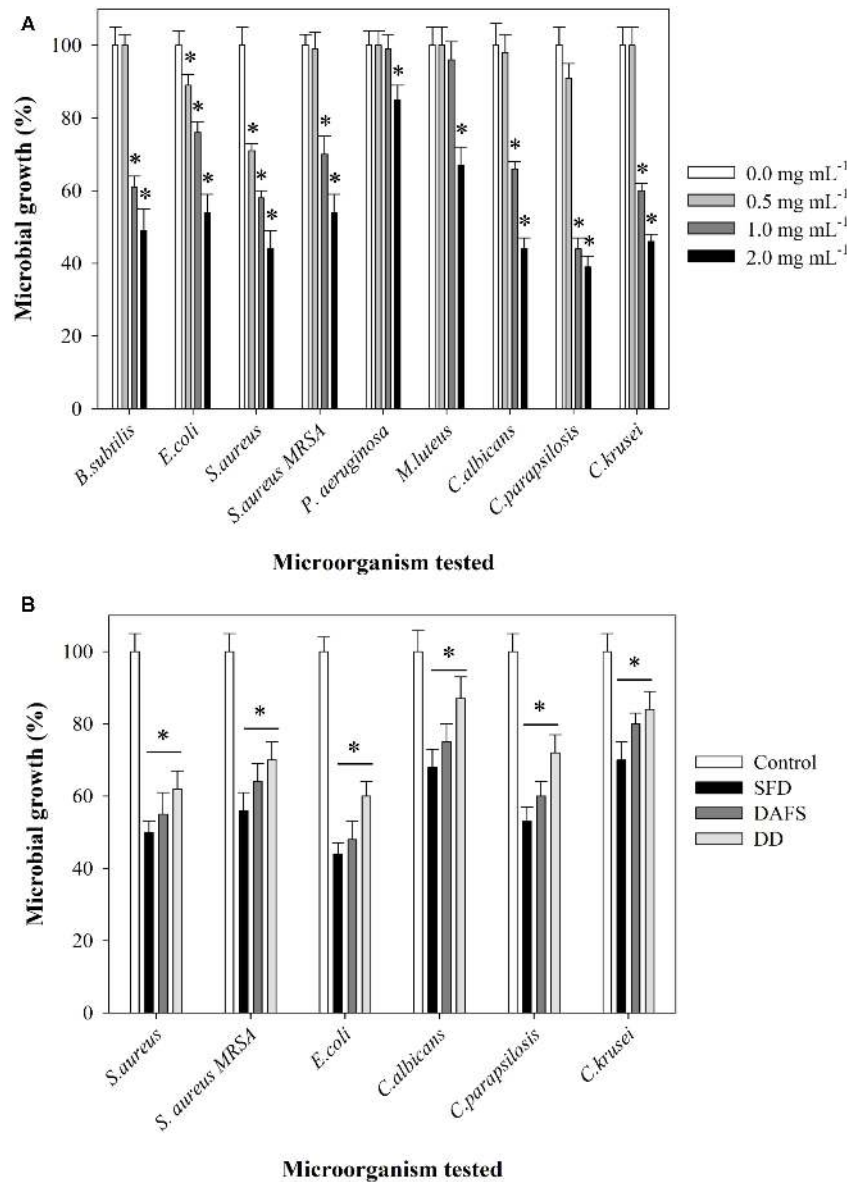 A
Microbial growth (%)
100
80
60
40
20
0
* * * * * * * * * * * * * * * * * *
0.0 mg mL-1
0.5 mg mL-1
1.0 mg mL-1
2.0 mg mL-1
B.subtilis
E.coli
S.aureus
S.aureus MRSA
P. aeruginosa
M.luteus
C.albicans
C.parapsilosis
C.krusei
Microorganism tested
B
Microbial growth (%)
100
80
60
40
20
0
* * * * * *
Control
SFD
DAFS
DD
S.aureus
S. aureus MRSA
E.coli
C.albicans
C.parapsilosis
C.krusei
Microorganism tested